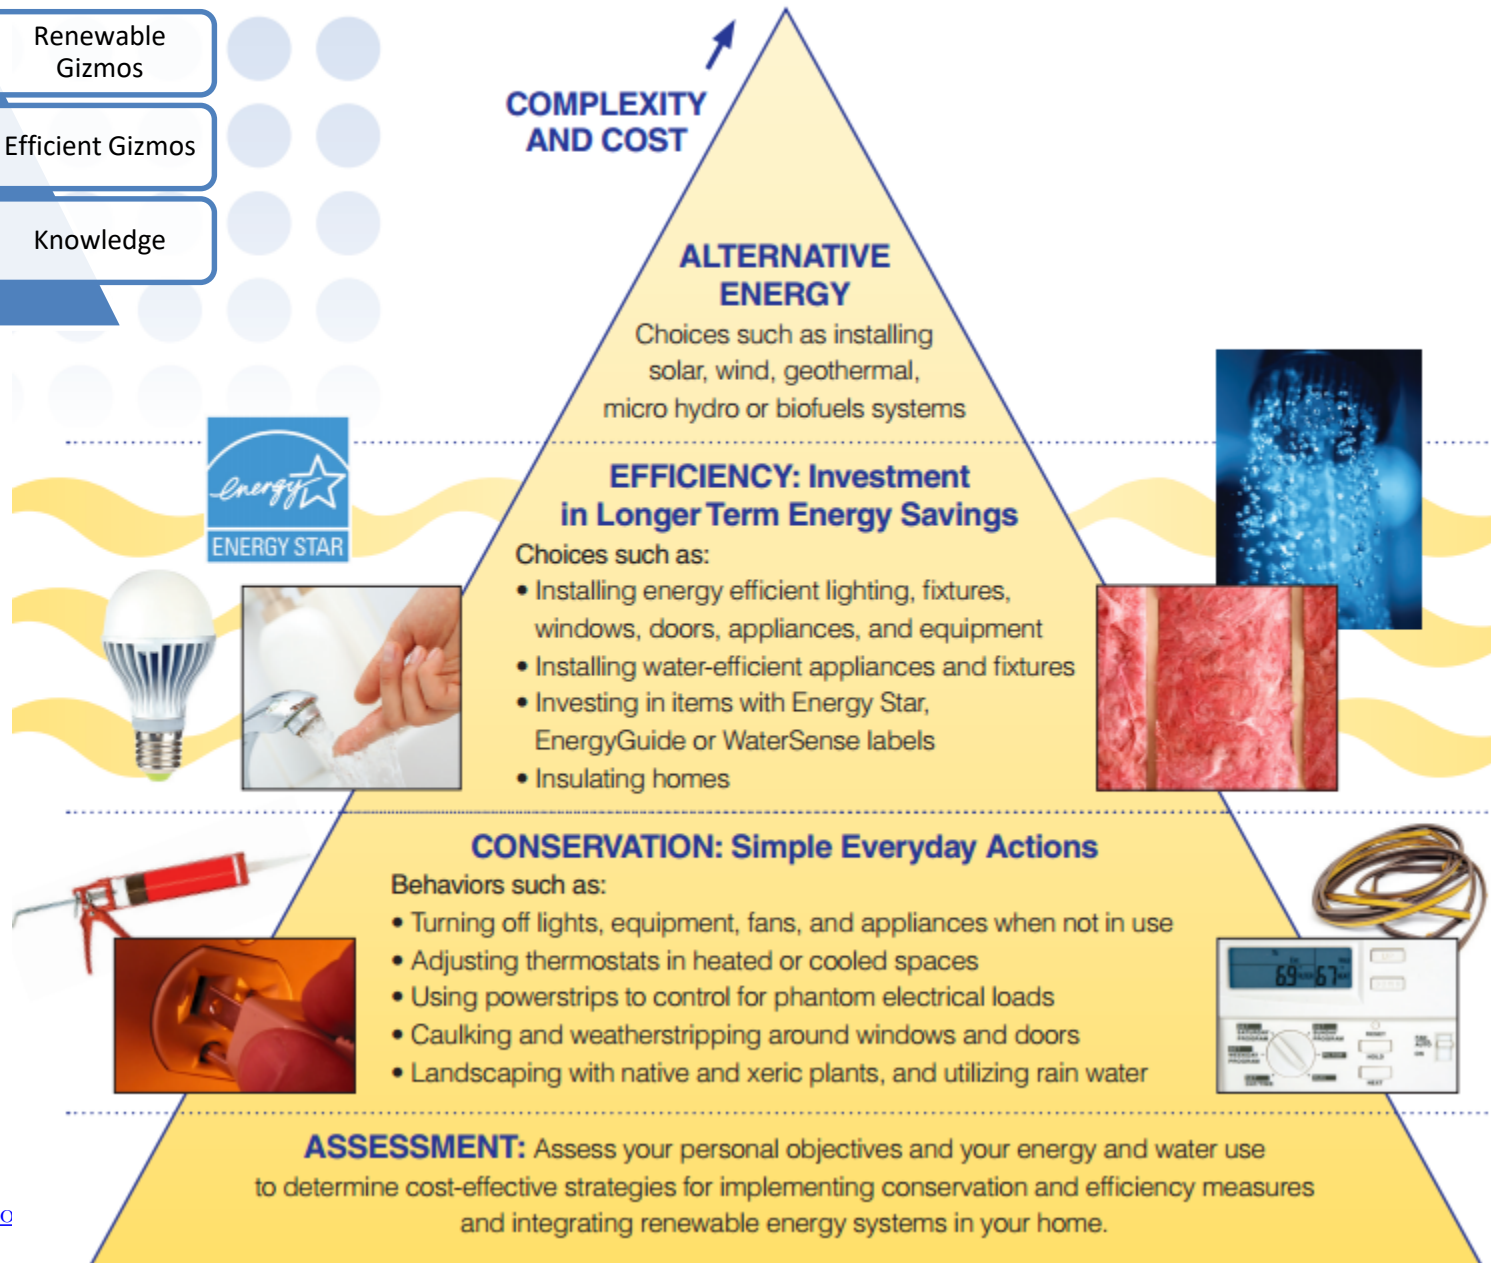 Renewable
Gizmos
Efficient Gizmos
Knowledge
COMPLEXITY
AND COST
ALTERNATIVE
ENERGY
Choices such as installing
solar, wind, geothermal,
micro hydro or biofuels systems
energy
ENERGY STAR
EFFICIENCY: Investment
in Longer Term Energy Savings
Choices such as:
• Installing energy efficient lighting, fixtures,
windows, doors, appliances, and equipment
• Installing water-efficient appliances and fixtures
• Investing in items with Energy Star,
EnergyGuide or WaterSense labels
• Insulating homes
CONSERVATION: Simple Everyday Actions
Behaviors such as:
• Turning off lights, equipment, fans, and appliances when not in use
• Adjusting thermostats in heated or cooled spaces
• Using powerstrips to control for phantom electrical loads
• Caulking and weatherstripping around windows and doors
• Landscaping with native and xeric plants, and utilizing rain water
69 67
HOLD
ASSESSMENT: Assess your personal objectives and your energy and water use
to determine cost-effective strategies for implementing conservation and efficiency measures
and integrating renewable energy systems in your home.